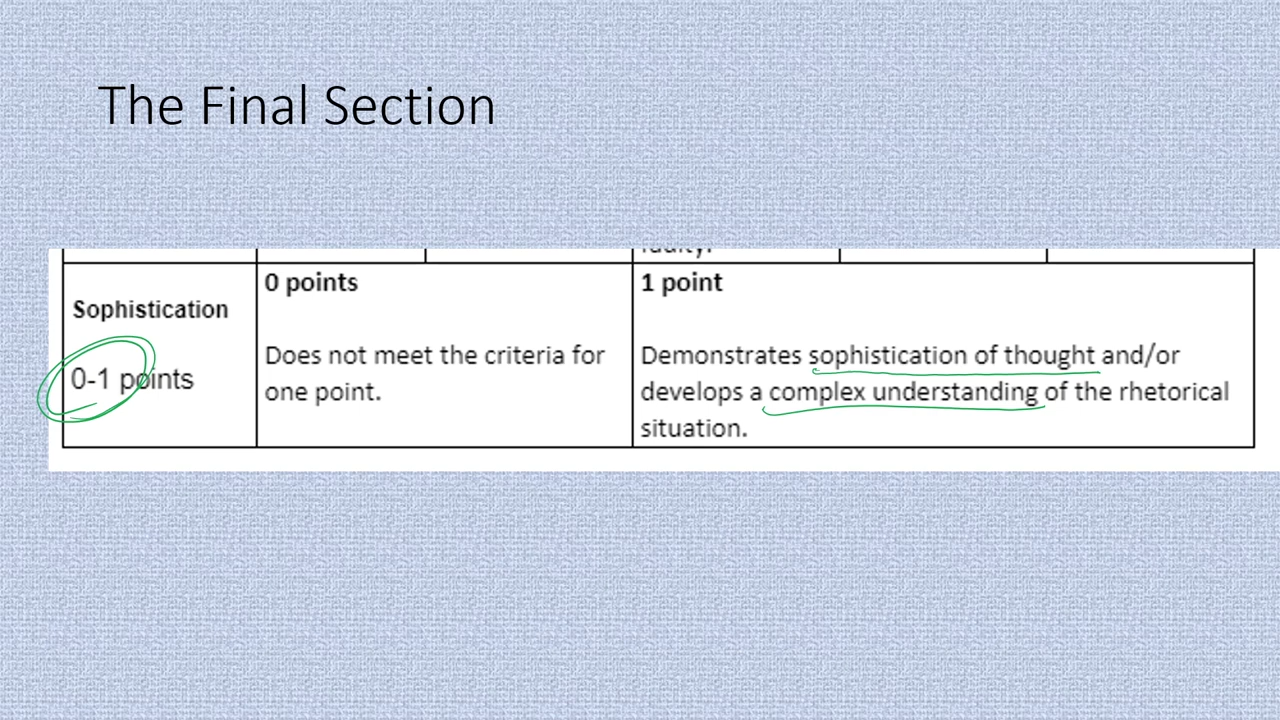 The Final Section
Sophistication
0-1 points
0 points
Does not meet the criteria for
one point.
1 point
Demonstrates sophistication of thought and/or
develops a complex understanding of the rhetorical
situation.